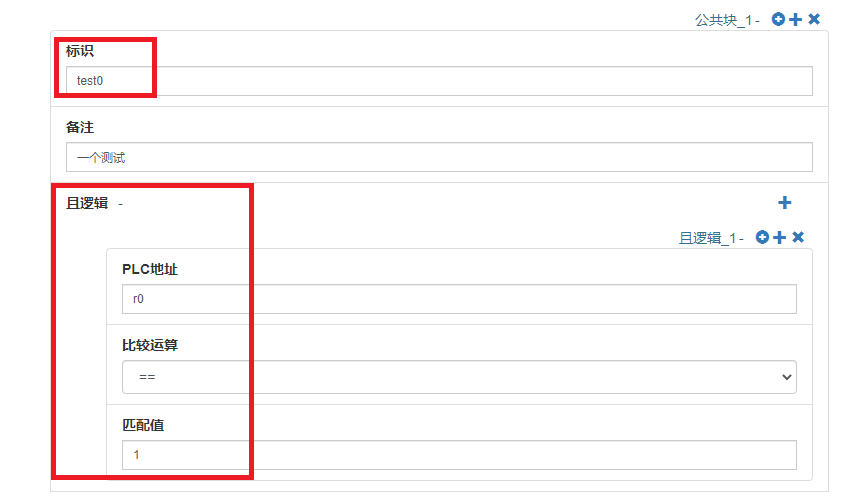 公共块_1 -
标识
test0
备注
一个测试
且逻辑 -
且逻辑_1 -
PLC地址
r0
比较运算
==
匹配值
1